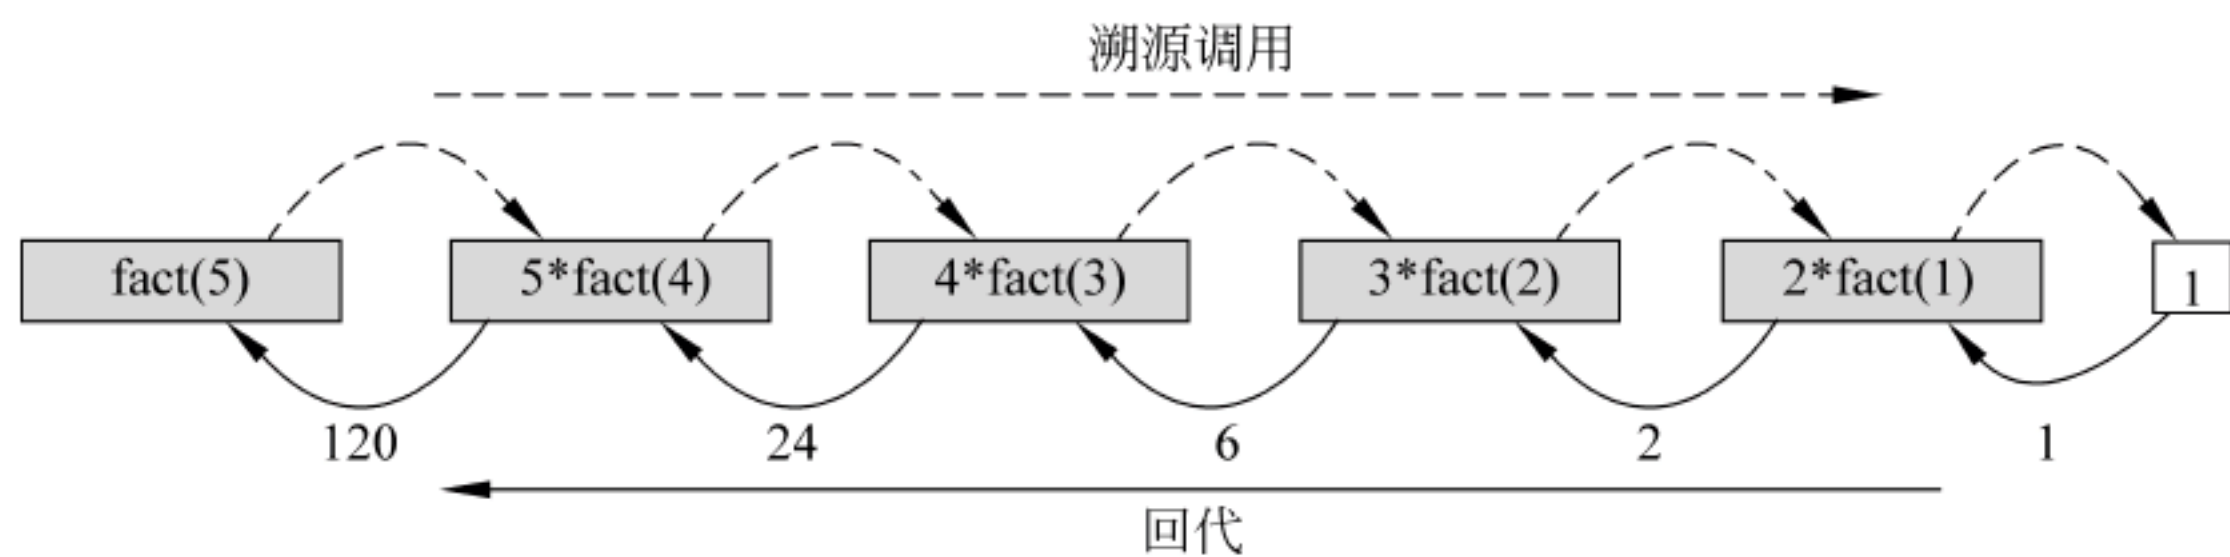 溯源调用
fact(5) 5*fact(4) 4*fact(3) 3*fact(2) 2*fact(1) 1
120 24 6 2 1
回代